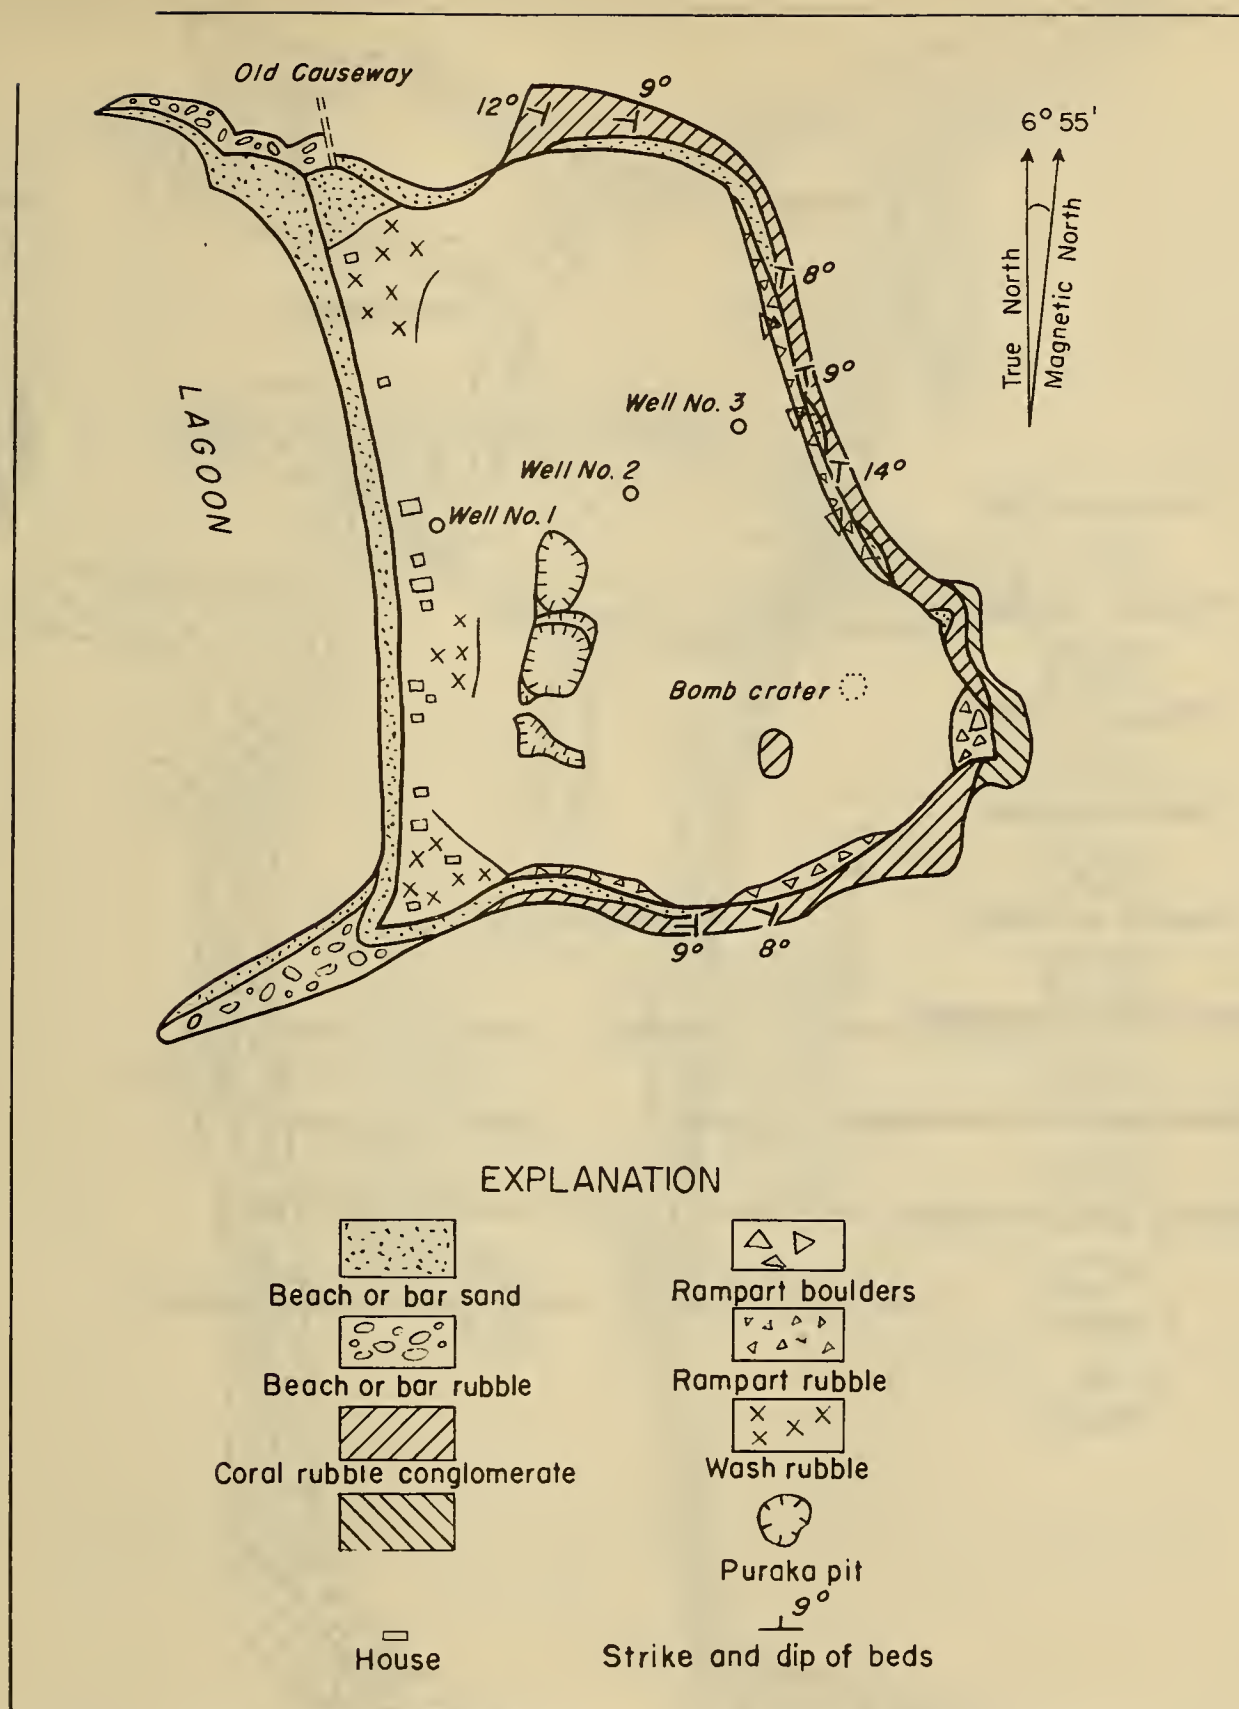 Old Causeway
12°
9°
6° 55'
True North
Magnetic North
8°
9°
LAGOON
Well No. 3
Well No. 2
14°
Well No. 1
Bomb crater
9°
8°
EXPLANATION
Beach or bar sand
Rampart boulders
Beach or bar rubble
Rampart rubble
Coral rubble conglomerate
Wash rubble
Puraka pit
9°
House
Strike and dip of beds